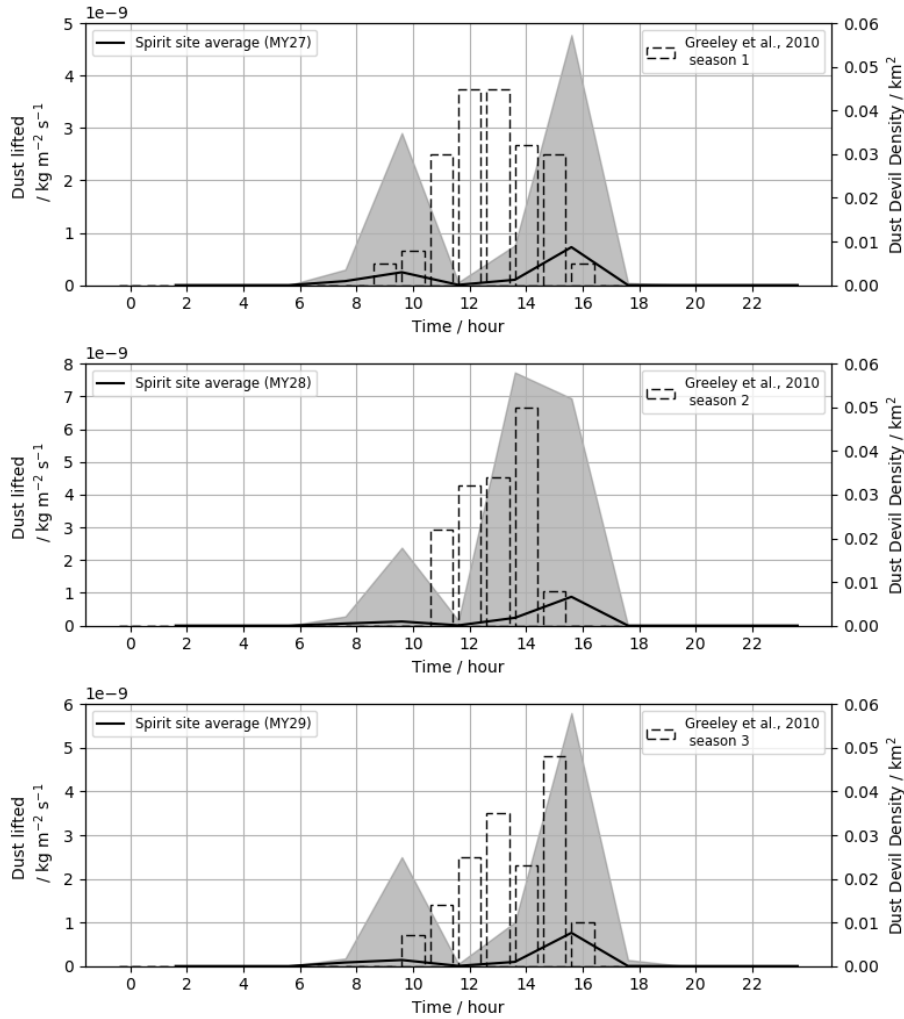 1e−9
5
4
3
2
1
0
Dust lifted
/ kg m⁻² s⁻¹
Spirit site average (MY27)
Greeley et al., 2010
season 1
0.06
0.05
0.04
0.03
0.02
0.01
0.00
Dust Devil Density / km²
0 2 4 6 8 10 12 14 16 18 20 22
Time / hour
1e−9
8
7
6
5
4
3
2
1
0
Dust lifted
/ kg m⁻² s⁻¹
Spirit site average (MY28)
Greeley et al., 2010
season 2
0.06
0.05
0.04
0.03
0.02
0.01
0.00
Dust Devil Density / km²
0 2 4 6 8 10 12 14 16 18 20 22
Time / hour
1e−9
6
5
4
3
2
1
0
Dust lifted
/ kg m⁻² s⁻¹
Spirit site average (MY29)
Greeley et al., 2010
season 3
0.06
0.05
0.04
0.03
0.02
0.01
0.00
Dust Devil Density / km²
0 2 4 6 8 10 12 14 16 18 20 22
Time / hour